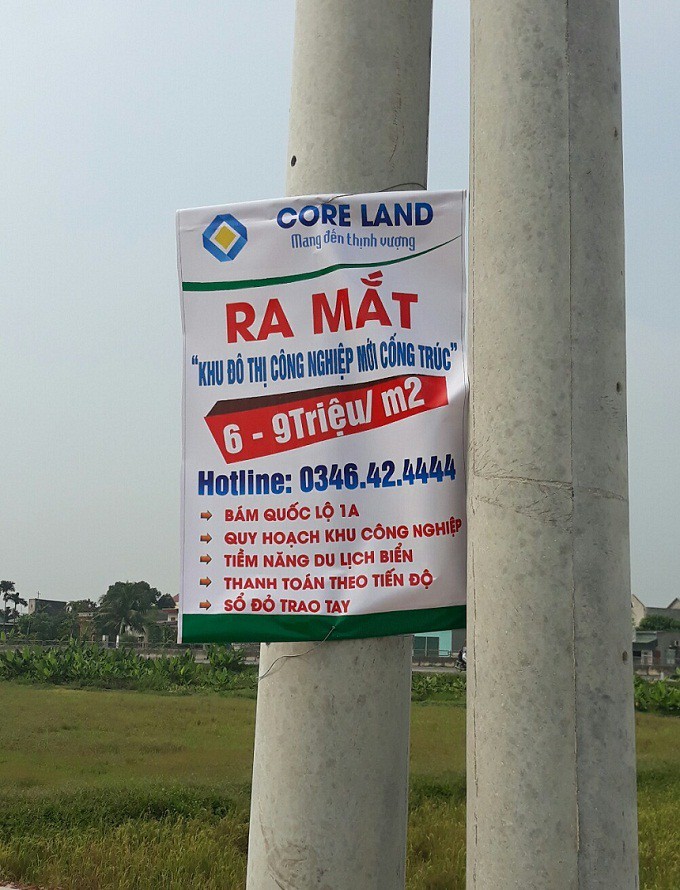 CORE LAND
Mang đến thịnh vượng
RA MẮT
"KHU ĐÔ THỊ CÔNG NGHIỆP MỚI CỐNG TRÚC"
6 - 9Triệu/ m2
Hotline: 0346.42.4444
BÁM QUỐC LỘ 1A
QUY HOẠCH KHU CÔNG NGHIỆP
TIỀM NĂNG DU LỊCH BIỂN
THANH TOÁN THEO TIẾN ĐỘ
SỔ ĐỎ TRAO TAY